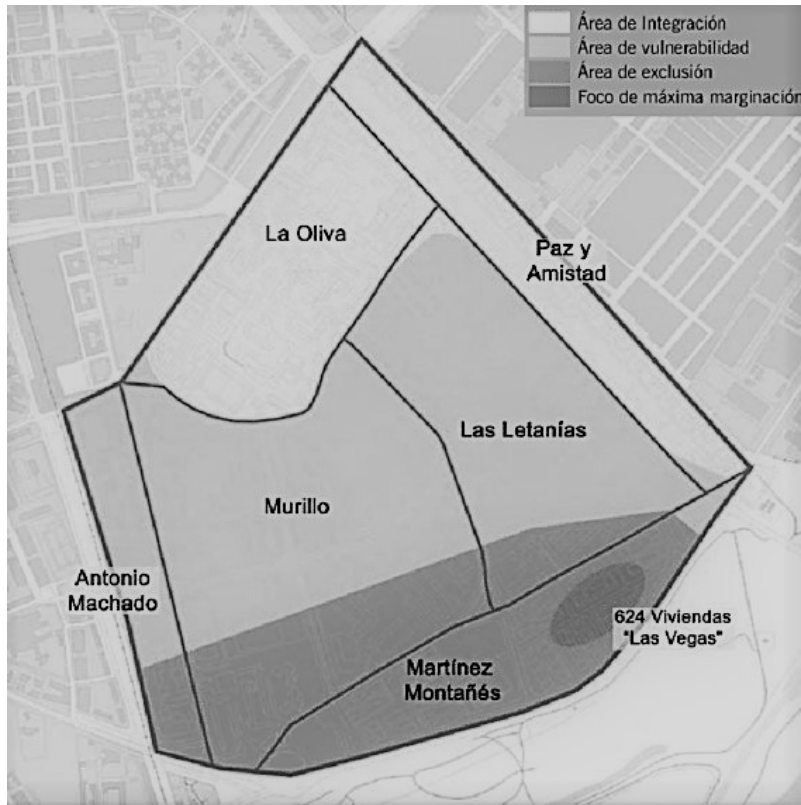 Área de Integración
Área de vulnerabilidad
Área de exclusión
Foco de máxima marginación
La Oliva
Paz y
Amistad
Las Letanías
Murillo
Antonio
Machado
624 Viviendas
"Las Vegas"
Martínez
Montañés